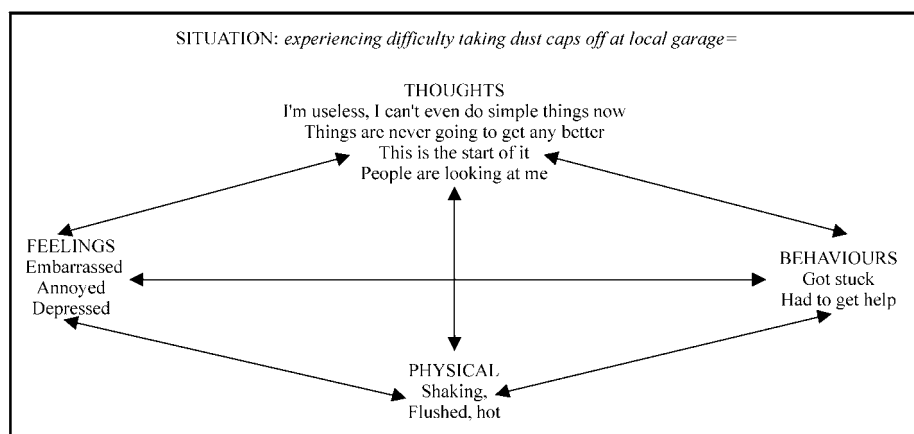 SITUATION: experiencing difficulty taking dust caps off at local garage=
THOUGHTS
I'm useless, I can't even do simple things now
Things are never going to get any better
This is the start of it
People are looking at me
FEELINGS
Embarrassed
Annoyed
Depressed
BEHAVIOURS
Got stuck
Had to get help
PHYSICAL
Shaking,
Flushed, hot